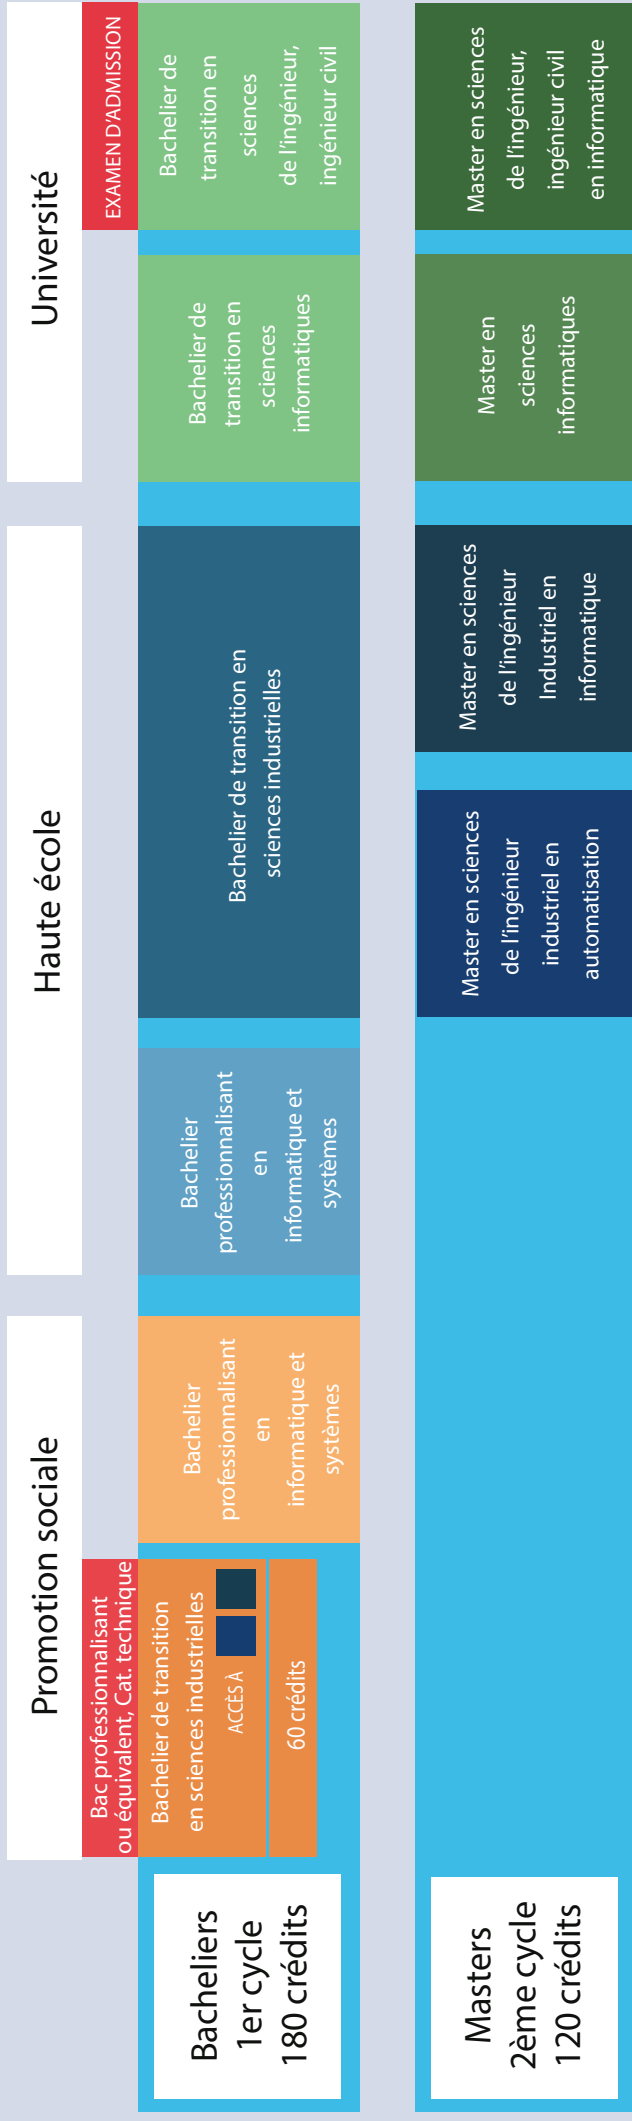 Promotion sociale
Haute école
Université
Bac professionnalisant
ou équivalent, Cat. technique
EXAMEN D'ADMISSION
Bacheliers
1er cycle
180 crédits
Bachelier de transition
en sciences industrielles
ACCÈS À
60 crédits
Bachelier
professionnalisant
en
informatique et
systèmes
Bachelier
professionnalisant
en
informatique et
systèmes
Bachelier de transition en
sciences industrielles
Bachelier de
transition en
sciences
informatiques
Bachelier de
transition en
sciences
de l'ingénieur,
ingénieur civil
Masters
2ème cycle
120 crédits
Master en sciences
de l'ingénieur
industriel en
automatisation
Master en sciences
de l'ingénieur
Industriel en
informatique
Master en
sciences
informatiques
Master en sciences
de l'ingénieur,
ingénieur civil
en informatique